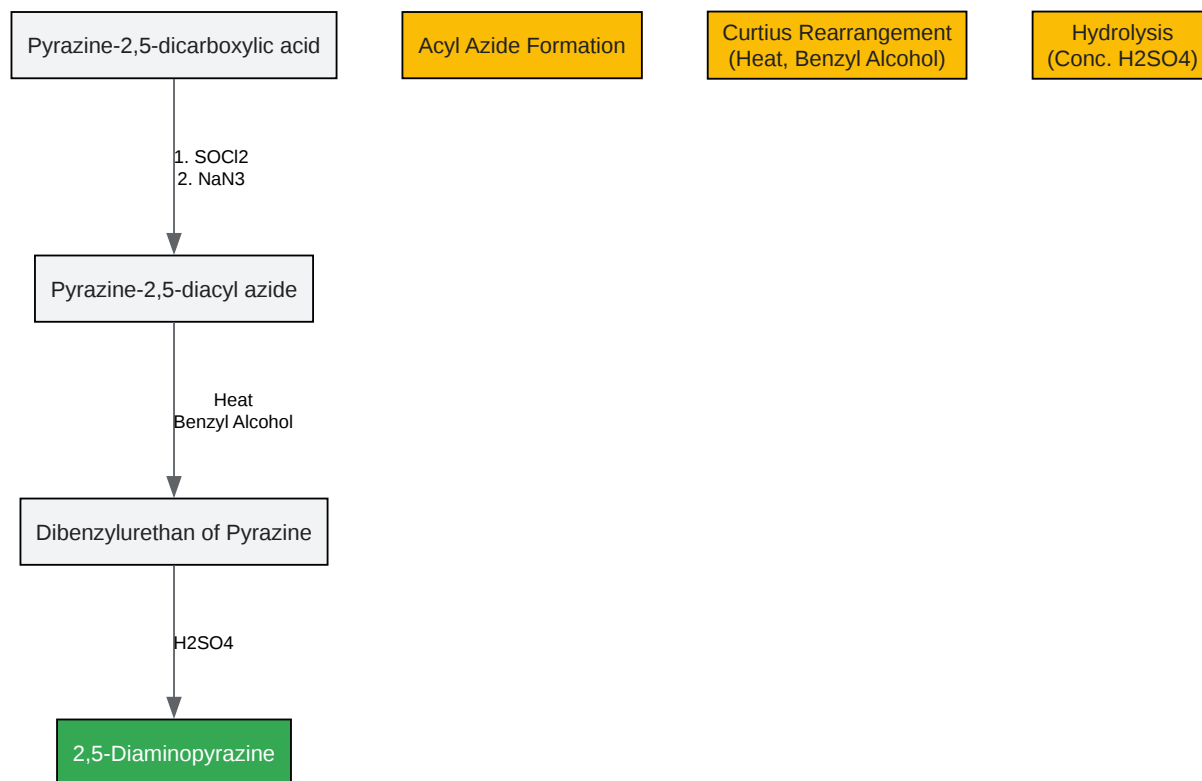 Pyrazine-2,5-dicarboxylic acid
Acyl Azide Formation
Curtius Rearrangement
(Heat, Benzyl Alcohol)
Hydrolysis
(Conc. H2SO4)
1. SOCl2
2. NaN3
Pyrazine-2,5-diacyl azide
Heat
Benzyl Alcohol
Dibenzylurethan of Pyrazine
H2SO4
2,5-Diaminopyrazine